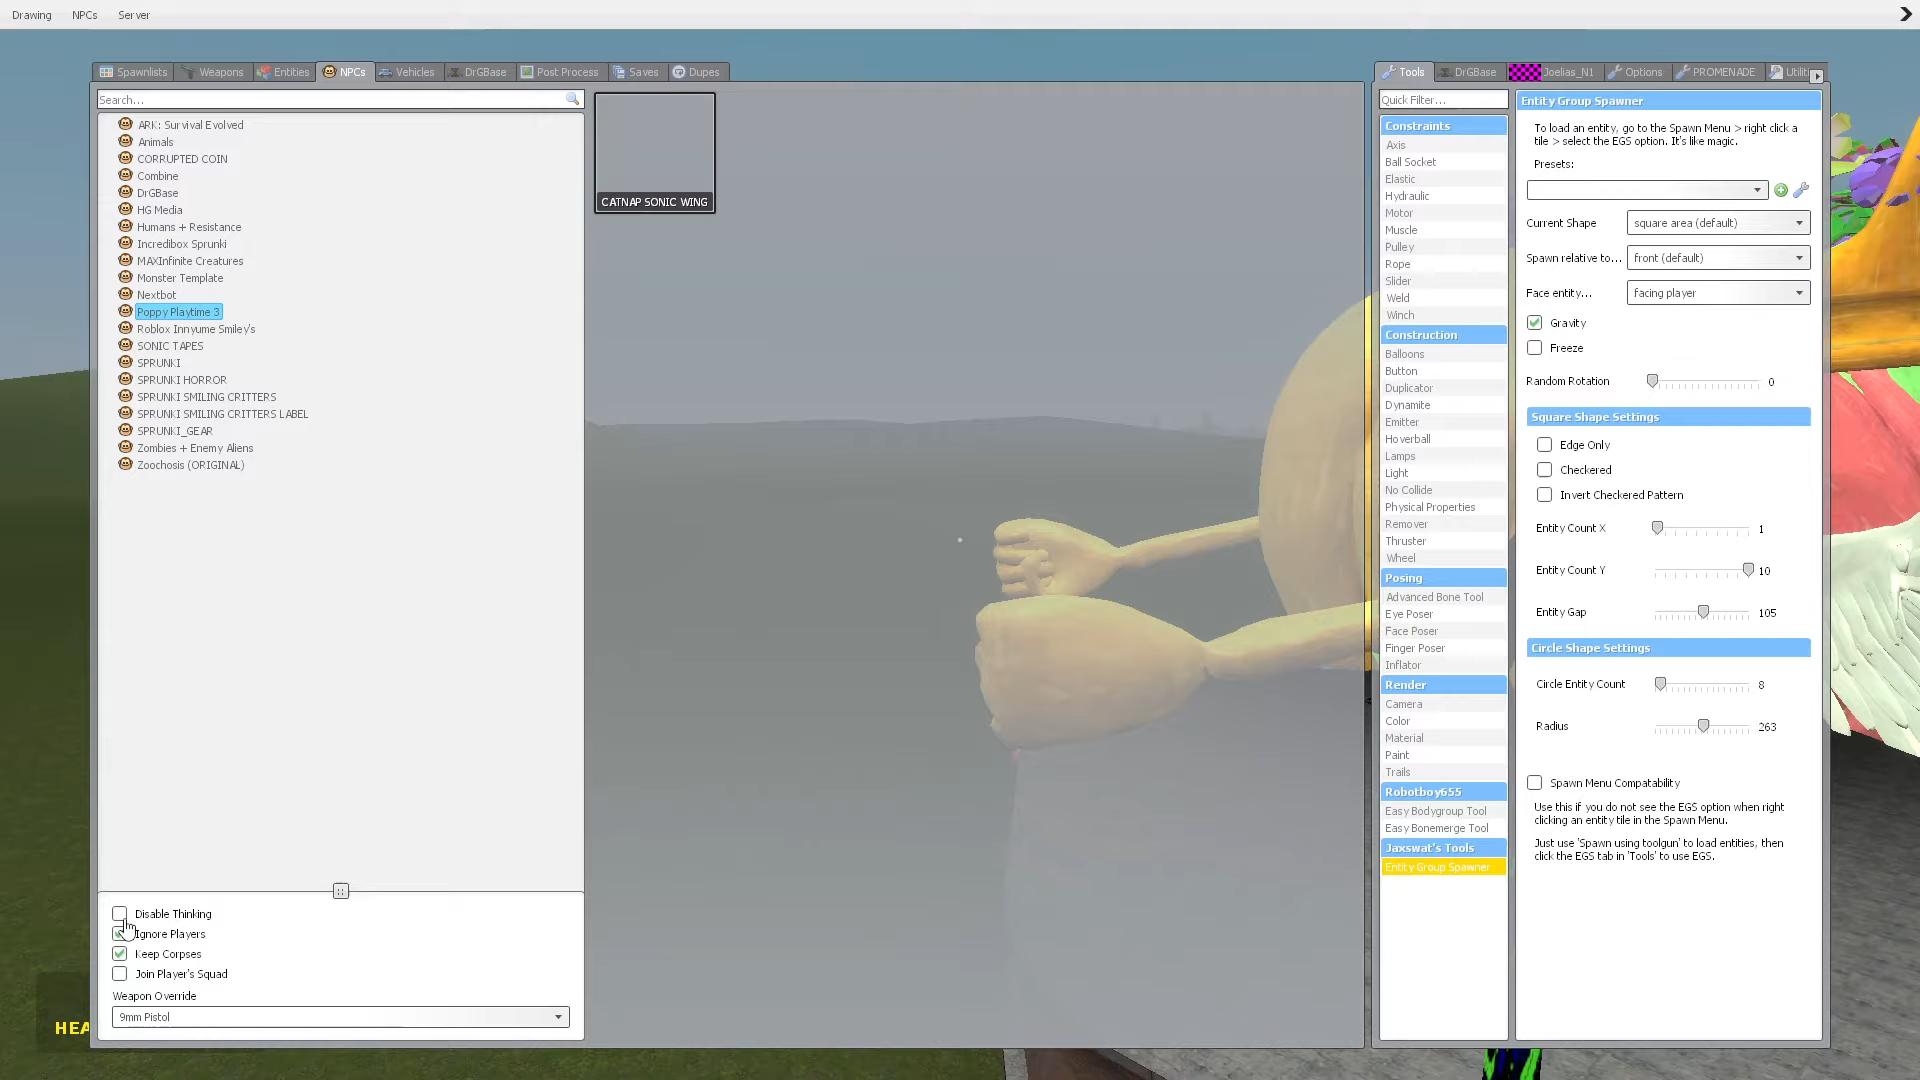 Drawing NPCs Server
Spawnlists Weapons Entities NPCs Vehicles DrGBase Post Process Saves Dupes
Search...
ARK: Survival Evolved
Animals
CORRUPTED COIN
Combine
DrGBase
HG Media
Humans + Resistance
Incredibox Sprunki
MAXInfinite Creatures
Monster Template
Nextbot
Poppy Playtime 3
Roblox Innyume Smiley's
SONIC TAPES
SPRUNKI
SPRUNKI HORROR
SPRUNKI SMILING CRITTERS
SPRUNKI SMILING CRITTERS LABEL
SPRUNKI_GEAR
Zombies + Enemy Aliens
Zoochosis (ORIGINAL)
Disable Thinking
Ignore Players
Keep Corpses
Join Player's Squad
Weapon Override
9mm Pistol
CATNAP SONIC WING
Tools DrGBase Joelias_N1 Options PROMENADE
Quick Filter...
Constraints
Axis
Ball Socket
Elastic
Hydraulic
Motor
Muscle
Pulley
Rope
Slider
Weld
Winch
Construction
Balloons
Button
Duplicator
Dynamite
Emitter
Hoverball
Lamps
Light
No Collide
Physical Properties
Remover
Thruster
Wheel
Posing
Advanced Bone Tool
Eye Poser
Face Poser
Finger Poser
Inflator
Render
Camera
Color
Material
Paint
Trails
Robotboy655
Easy Bodygroup Tool
Easy Bonemerge Tool
Jaxswat's Tools
Entity Group Spawner
Entity Group Spawner
To load an entity, go to the Spawn Menu > right click a
tile > select the EGS option. It's like magic.
Presets:
Current Shape square area (default)
Spawn relative to... front (default)
Face entity... facing player
Gravity
Freeze
Random Rotation 0
Square Shape Settings
Edge Only
Checkered
Invert Checkered Pattern
Entity Count X 1
Entity Count Y 10
Entity Gap 105
Circle Shape Settings
Circle Entity Count 8
Radius 263
Spawn Menu Compatability
Use this if you do not see the EGS option when right
clicking an entity tile in the Spawn Menu.
Just use 'Spawn using toolgun' to load entities, then
click the EGS tab in 'Tools' to use EGS.